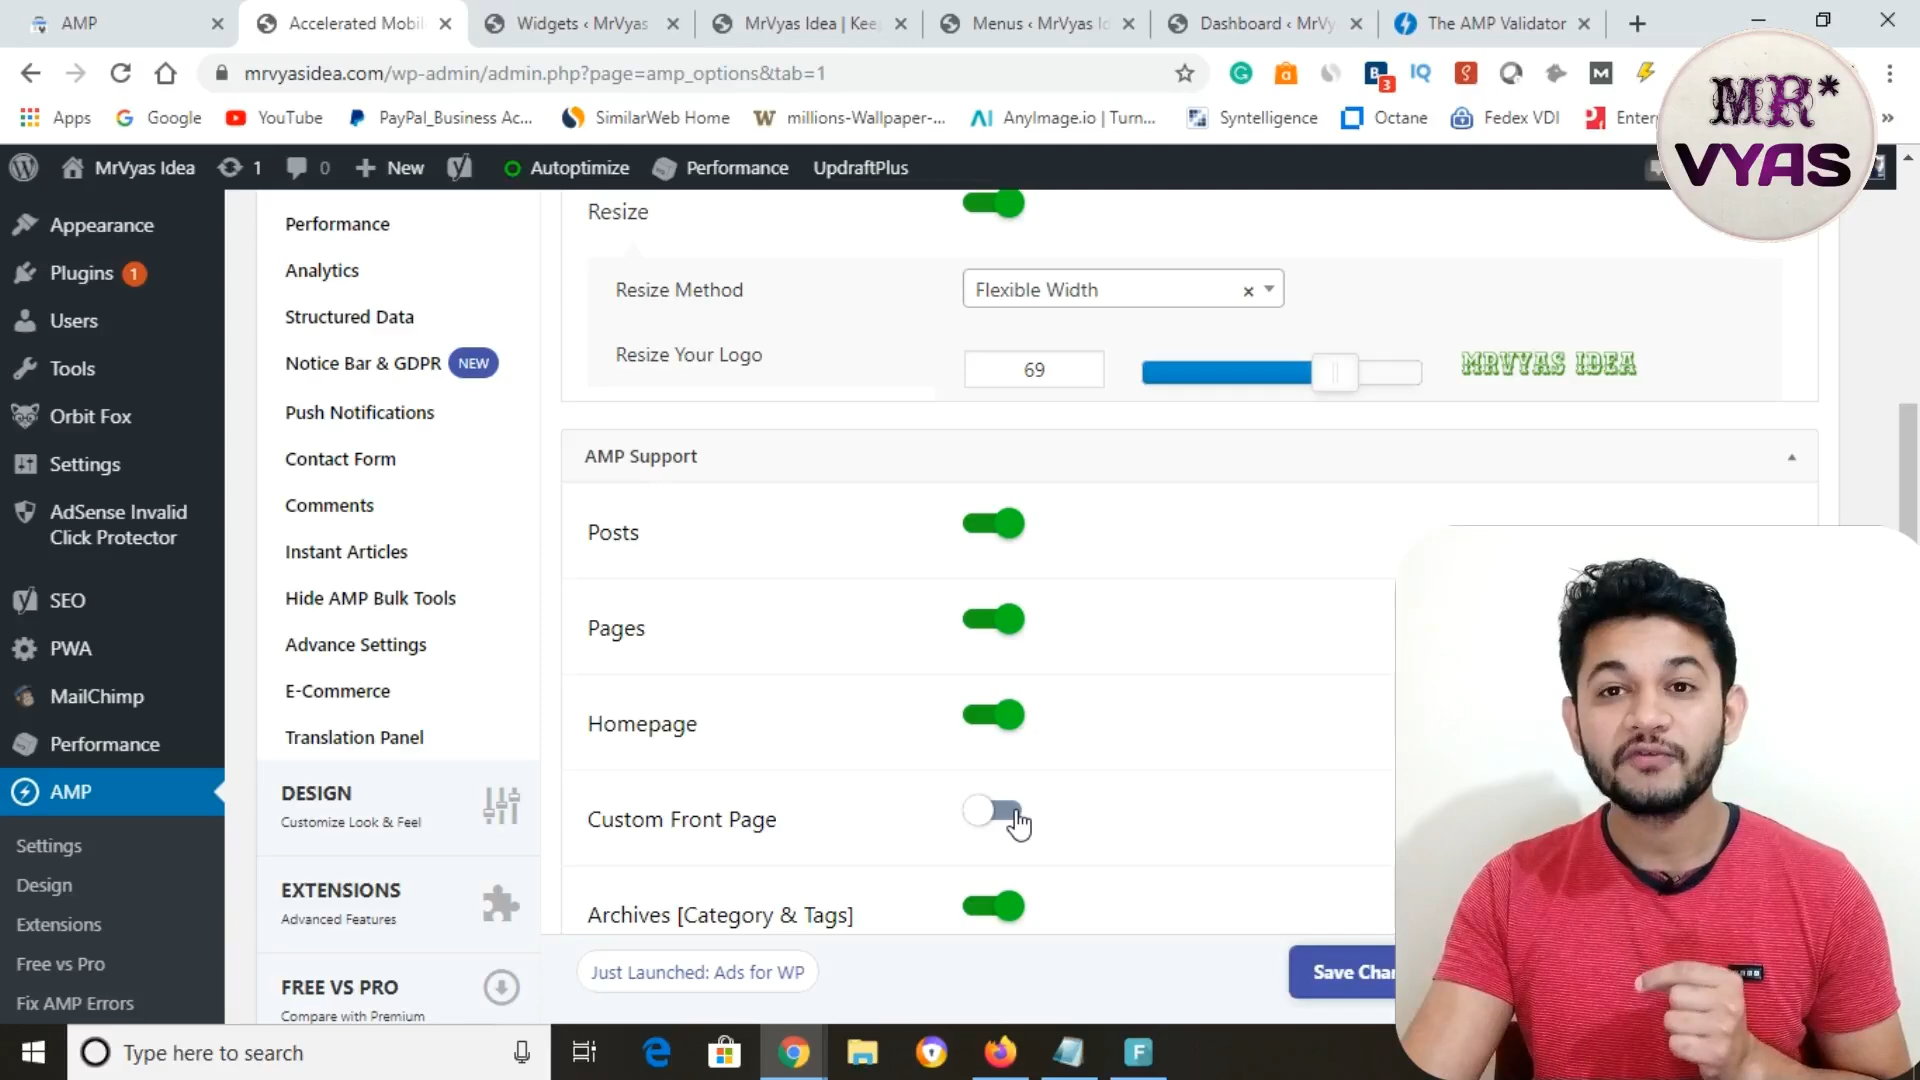 AMP
Accelerated Mobil
Widgets ‹ MrVyas
MrVyas Idea | Kee
Menus ‹ MrVyas Id
Dashboard ‹ MrVy
The AMP Validator
mrvyasidea.com/wp-admin/admin.php?page=amp_options&tab=1
3
IQ
M
Apps
Google
YouTube
PayPal_Business Ac...
SimilarWeb Home
millions-Wallpaper-...
AnyImage.io | Turn...
Syntelligence
Octane
Fedex VDI
Enter
MR*
VYAS
MrVyas Idea
1
0
New
Autoptimize
Performance
UpdraftPlus
Appearance
Plugins 1
Users
Tools
Orbit Fox
Settings
AdSense Invalid
Click Protector
SEO
PWA
MailChimp
Performance
AMP
Settings
Design
Extensions
Free vs Pro
Fix AMP Errors
Performance
Analytics
Structured Data
Notice Bar & GDPR NEW
Push Notifications
Contact Form
Comments
Instant Articles
Hide AMP Bulk Tools
Advance Settings
E-Commerce
Translation Panel
DESIGN
Customize Look & Feel
EXTENSIONS
Advanced Features
FREE VS PRO
Compare with Premium
Resize
Resize Method
Flexible Width
Resize Your Logo
69
MRVYAS IDEA
AMP Support
Posts
Pages
Homepage
Custom Front Page
Archives [Category & Tags]
Just Launched: Ads for WP
Save Chan
Type here to search
F